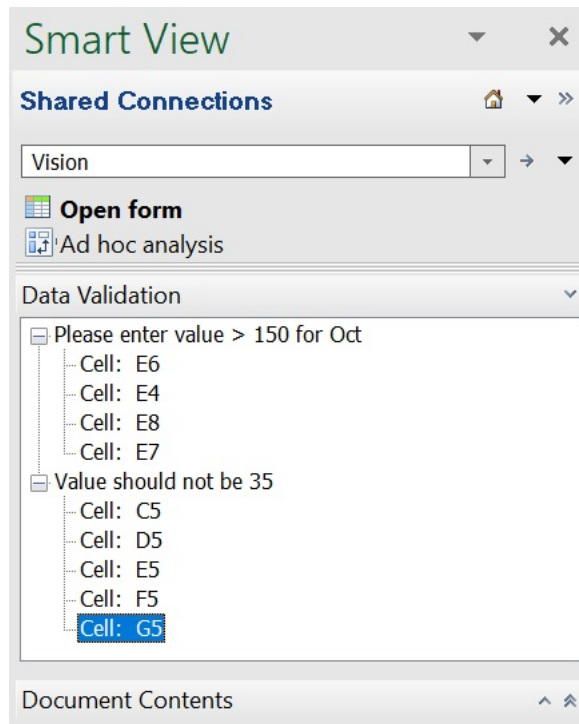 Smart View
Shared Connections
Vision
Open form
Ad hoc analysis
Data Validation
Please enter value > 150 for Oct
Cell: E6
Cell: E4
Cell: E8
Cell: E7
Value should not be 35
Cell: C5
Cell: D5
Cell: E5
Cell: F5
Cell: G5
Document Contents